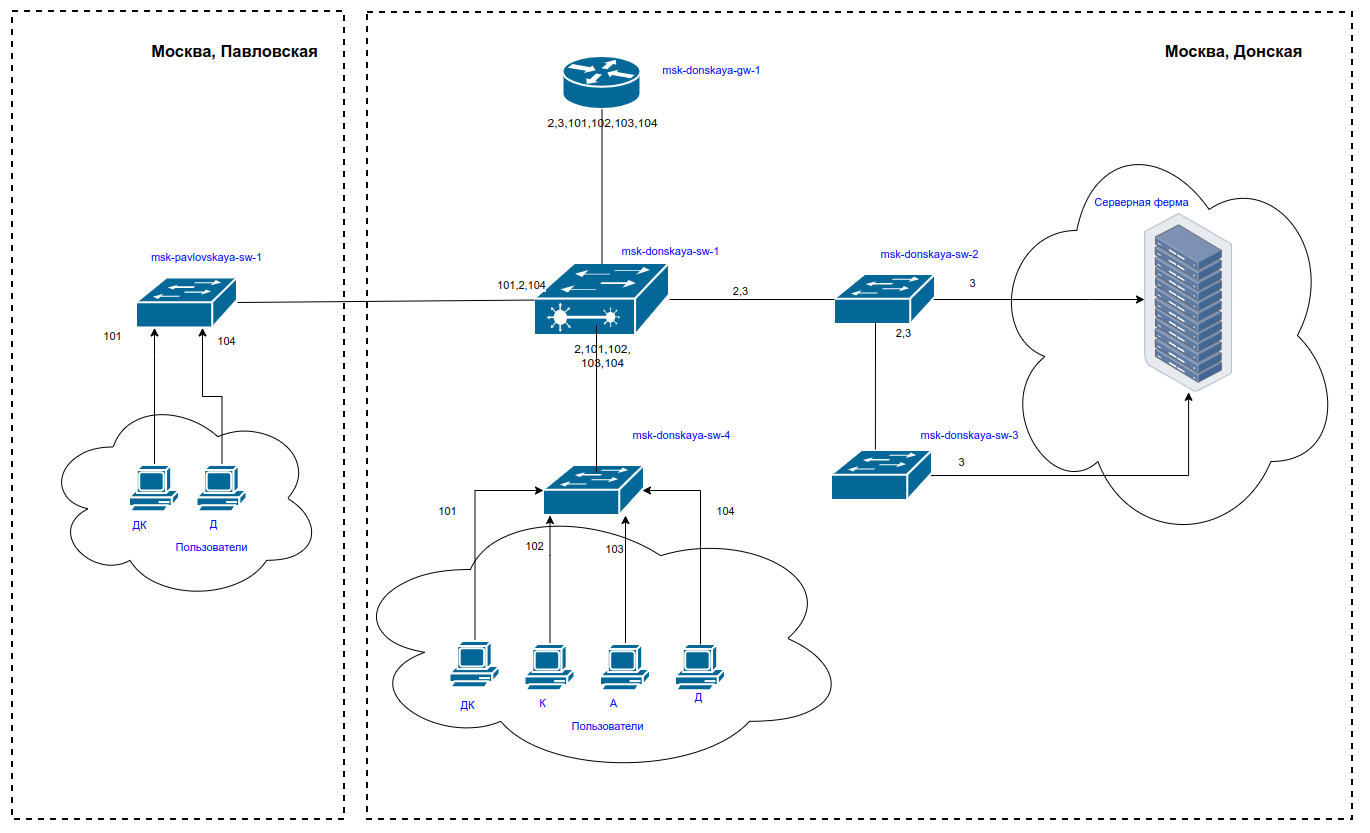 Москва, Павловская
Москва, Донская
msk-donskaya-gw-1
2,3,101,102,103,104
Серверная ферма
msk-pavlovskaya-sw-1
msk-donskaya-sw-1
msk-donskaya-sw-2
101,2,104
2,3
3
101
104
2,101,102,
103,104
2,3
msk-donskaya-sw-4
msk-donskaya-sw-3
3
101
102
103
104
ДК
Д
Пользователи
ДК
К
А
Д
Пользователи